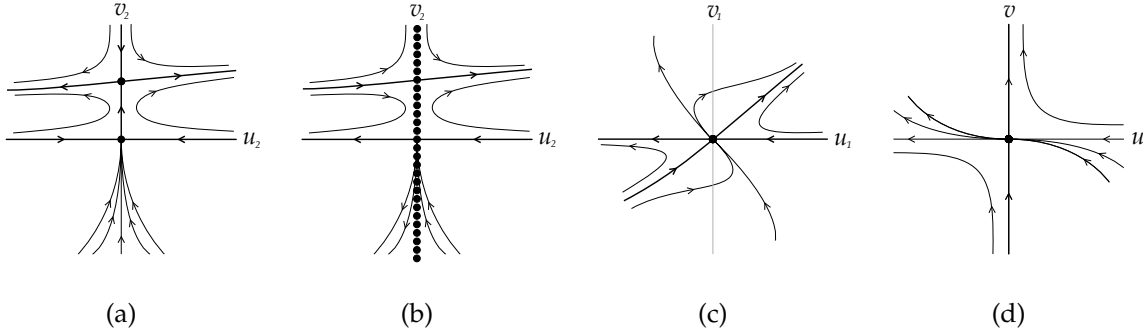 v₂ v₂ v₁ v
u₂ u₂ u₁ u
(a) (b) (c) (d)